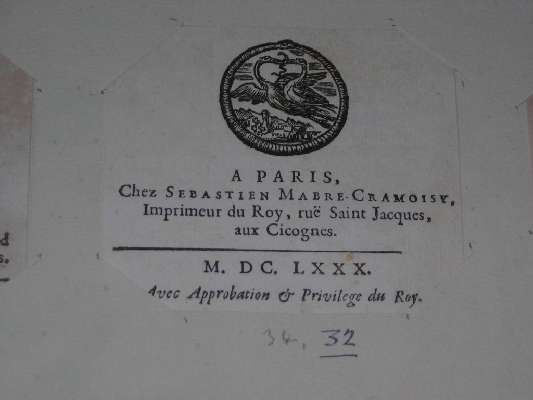 A PARIS,
Chez SEBASTIEN MABRE-CRAMOISY,
Imprimeur du Roy, ruë Saint Jacques,
aux Cicognes.
M. DC. LXXX.
Avec Approbation & Privilege du Roy.
d
s.
34, 32